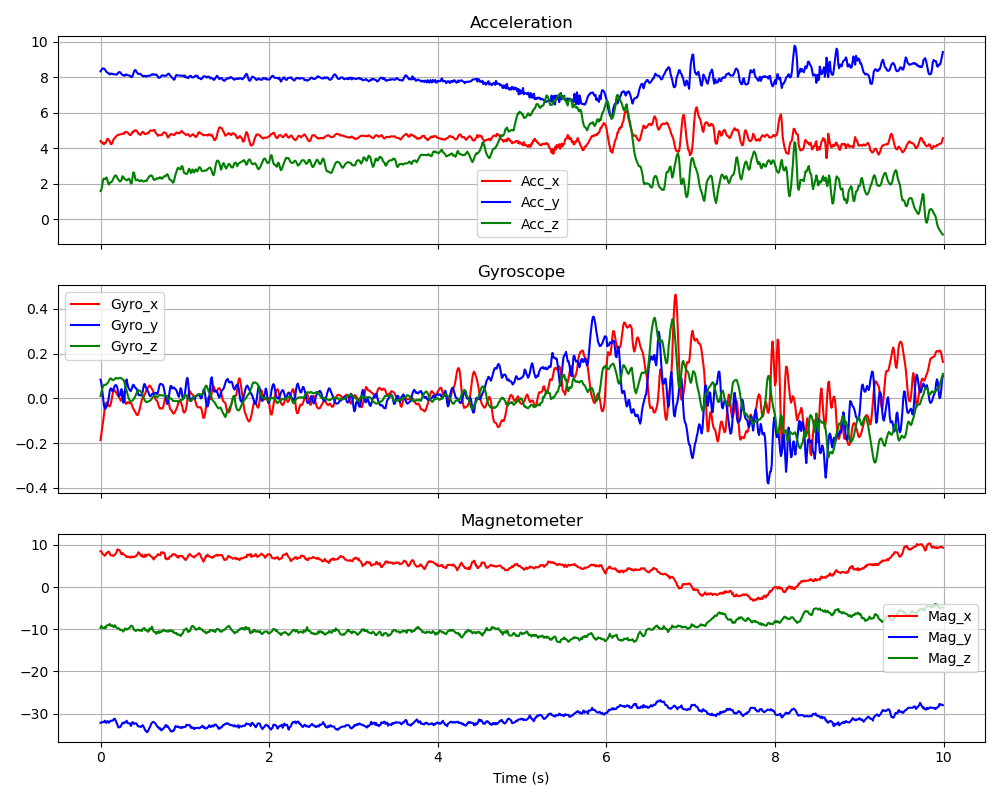 Acceleration
10
8
6
4
2
0
Acc_x
Acc_y
Acc_z
Gyroscope
0.4
0.2
0.0
−0.2
−0.4
Gyro_x
Gyro_y
Gyro_z
Magnetometer
10
0
−10
−20
−30
Mag_x
Mag_y
Mag_z
0 2 4 6 8 10
Time (s)